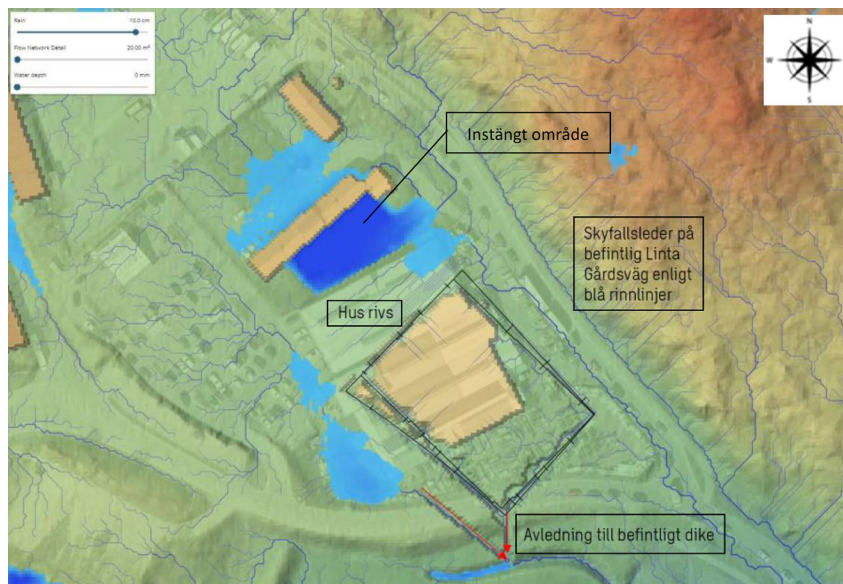 Rain
10.0 cm
Flow Network Detail
20.00 m²
Water depth
0 mm
N
W
E
S
Instängt område
Skyfallsleder på
befintlig Linta
Gårdsväg enligt
blå rinnlinjer
Hus rivs
Avledning till befintligt dike